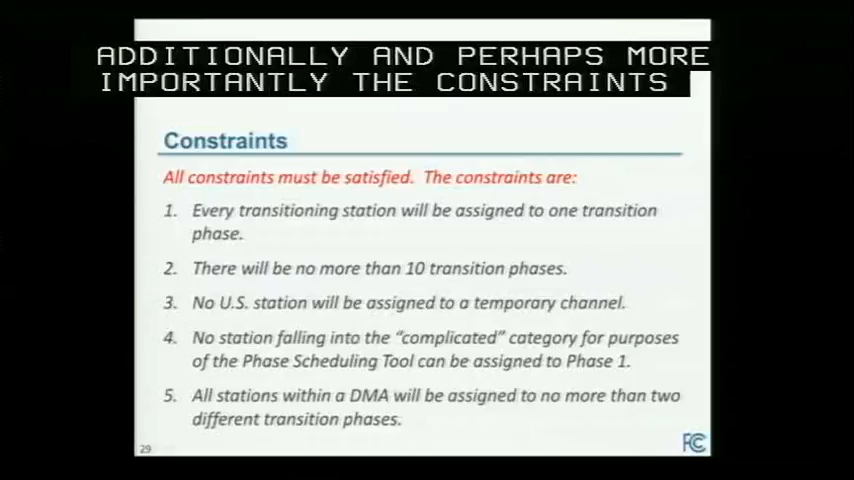 ADDITIONALLY AND PERHAPS MORE
IMPORTANTLY THE CONSTRAINTS
Constraints
All constraints must be satisfied. The constraints are:
1. Every transitioning station will be assigned to one transition
phase.
2. There will be no more than 10 transition phases.
3. No U.S. station will be assigned to a temporary channel.
4. No station falling into the “complicated” category for purposes
of the Phase Scheduling Tool can be assigned to Phase 1.
5. All stations within a DMA will be assigned to no more than two
different transition phases.
29
FCC